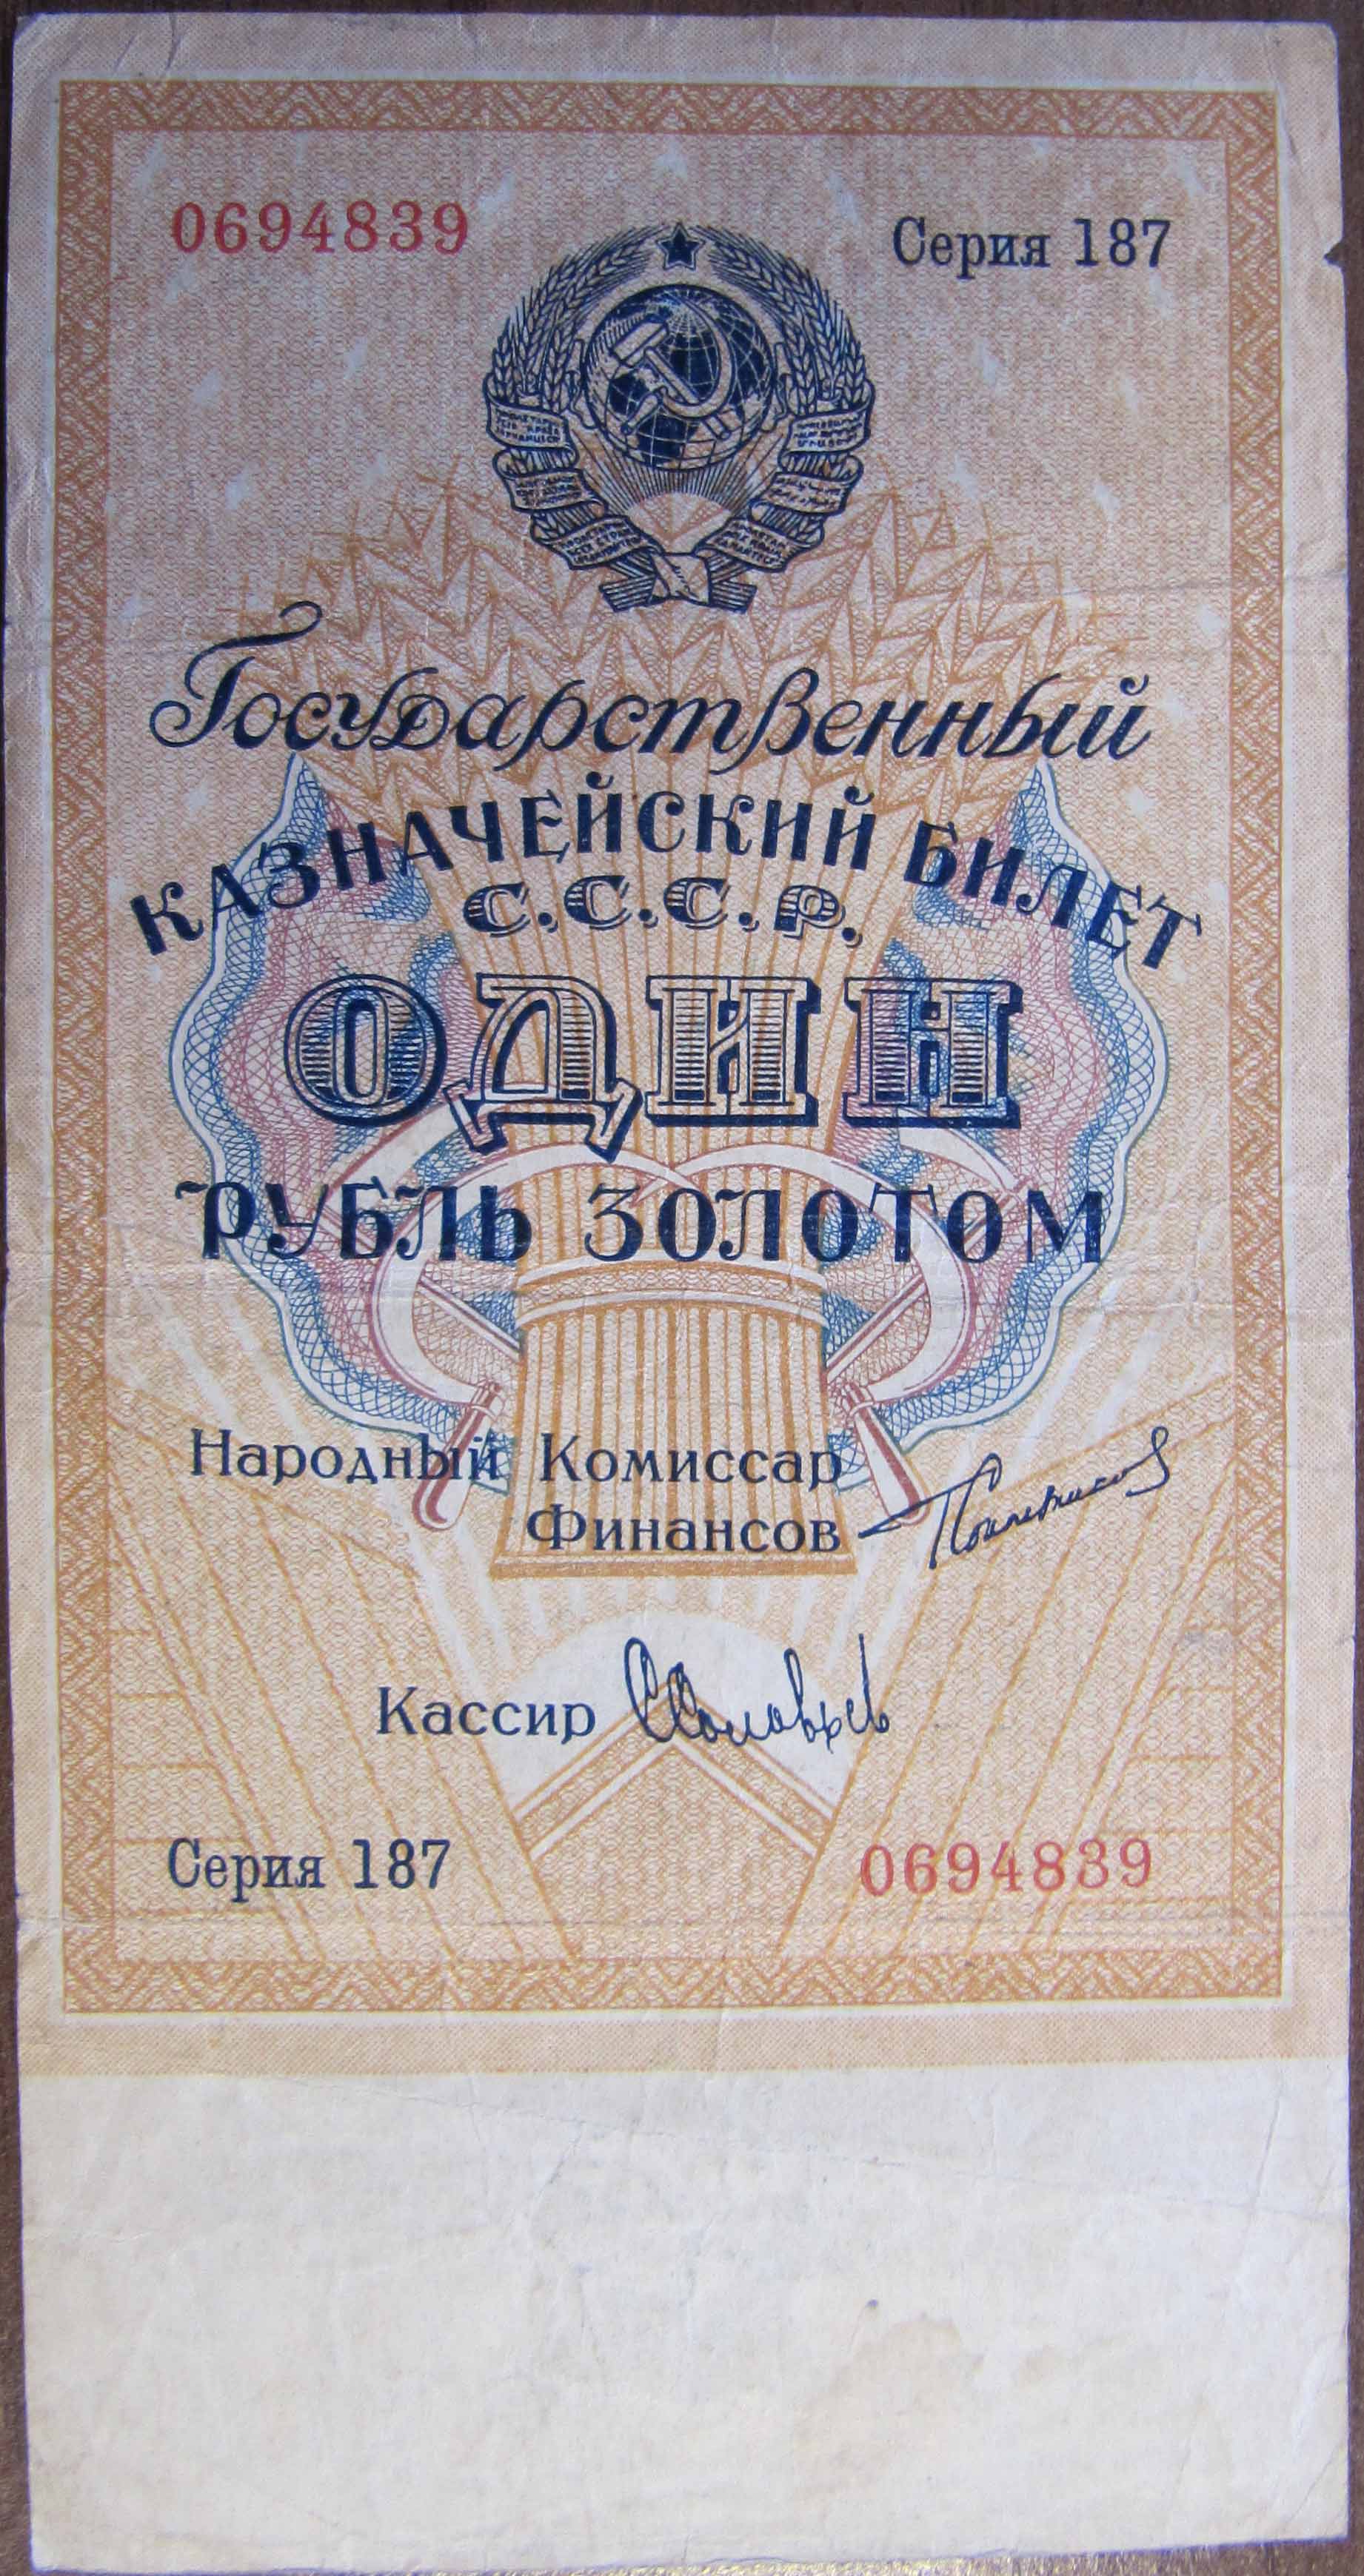 0694839
Серия 187
Государственный
КАЗНАЧЕЙСКИЙ БИЛЕТ
С.С.С.Р.
ОДИН
РУБЛЬ ЗОЛОТОМ
Народный Комиссар
Финансов
Кассир
Серия 187
0694839